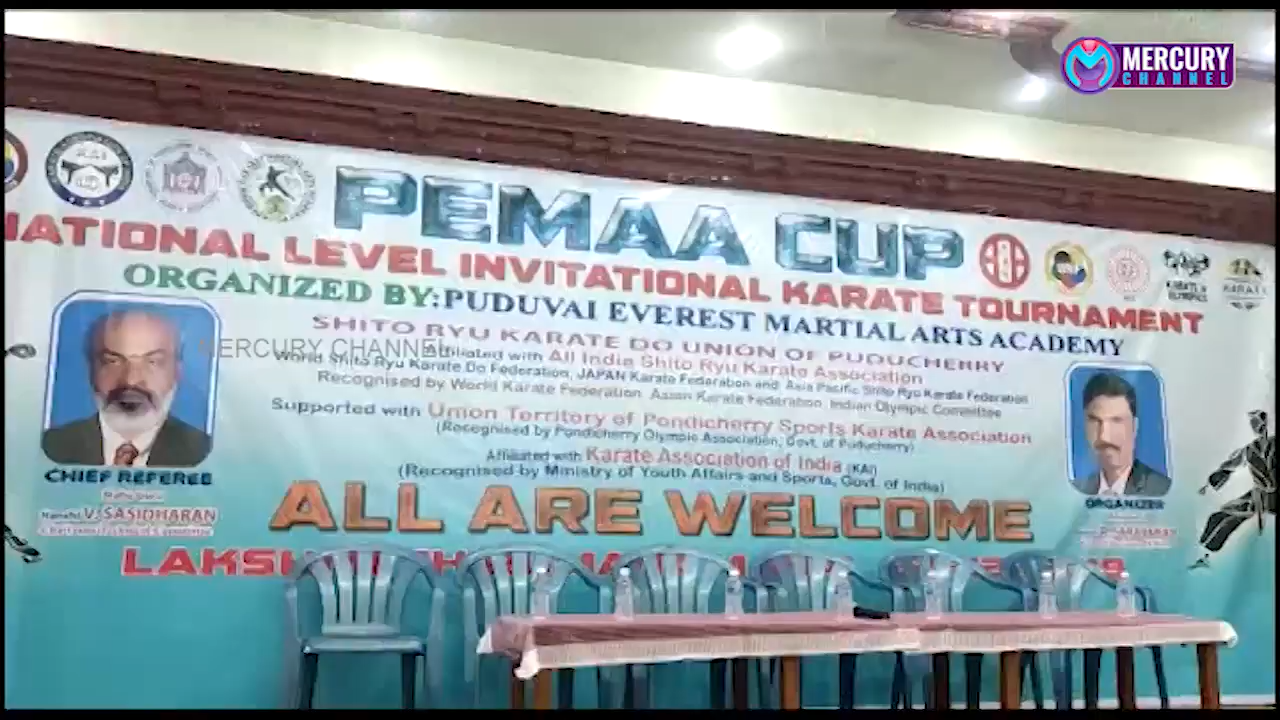 MERCURY
CHANNEL
KAI
PEMAA CUP
NATIONAL LEVEL INVITATIONAL KARATE TOURNAMENT
ORGANIZED BY:PUDUVAI EVEREST MARTIAL ARTS ACADEMY
SHITO RYU KARATE DO UNION OF PUDUCHERRY
MERCURY CHANNEL
Affiliated with All India Shito Ryu Karate Association
World Shito Ryu Karate Do Federation, JAPAN Karate Federation and Asia Pacific Shito Ryu Karate Federation
Recognised by World Karate Federation, Asian Karate Federation, Indian Olympic Committee
Supported with Union Territory of Pondicherry Sports Karate Association
(Recognised by Pondicherry Olympic Association, Govt. of Puducherry)
Affiliated with Karate Association of India (KAI)
(Recognised by Ministry of Youth Affairs and Sports, Govt. of India)
CHIEF REFEREE
V.SASIDHARAN
ORGANIZER
ALL ARE WELCOME